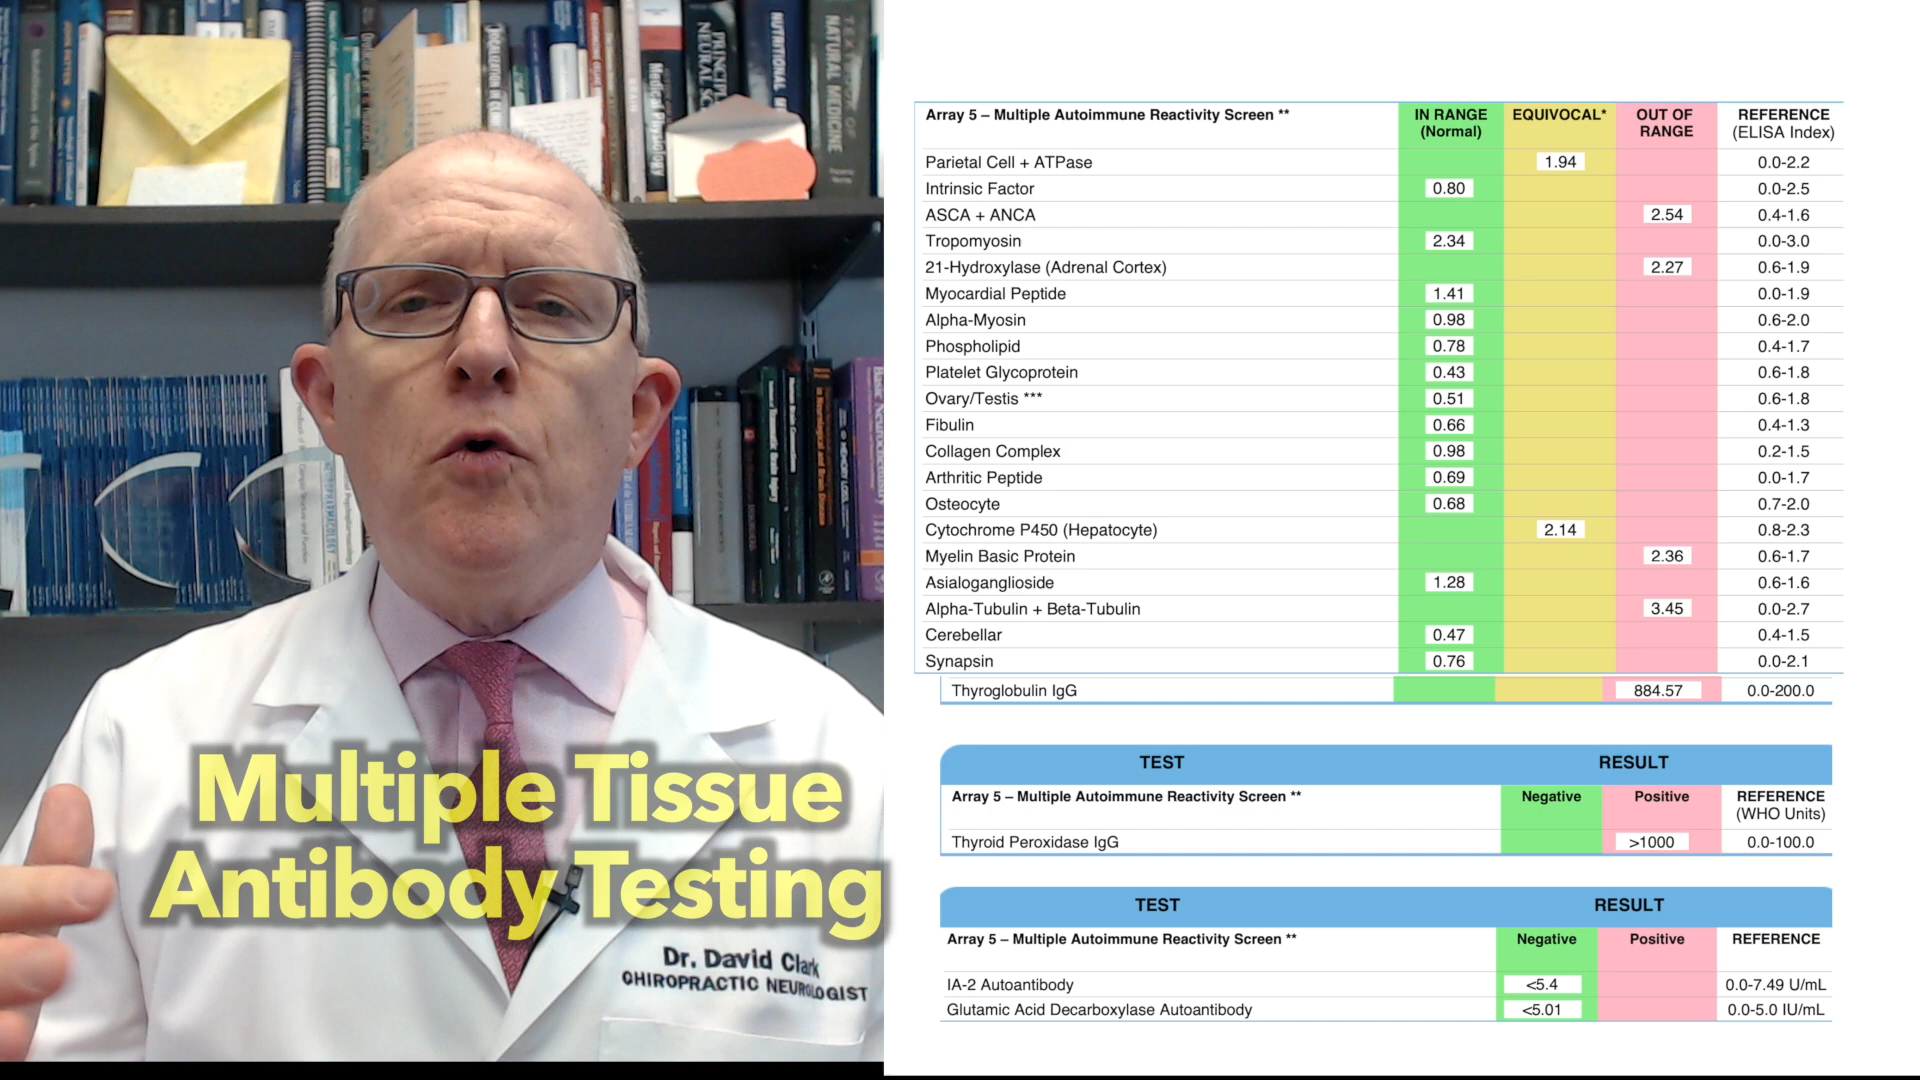 TEXTBOOK OF
NATURAL MEDICINE
NUTRITIONAL
PRINCIPLES
NEURAL
Medical Physiology
BRAIN
Basic Neurochemistry
NEUROPHARMACOLOGY
Multiple Tissue
Antibody Testing
Dr. David Clark
CHIROPRACTIC NEUROLOGIST
Array 5 – Multiple Autoimmune Reactivity Screen ** IN RANGE (Normal) EQUIVOCAL* OUT OF RANGE REFERENCE (ELISA Index)
Parietal Cell + ATPase 1.94 0.0-2.2
Intrinsic Factor 0.80 0.0-2.5
ASCA + ANCA 2.54 0.4-1.6
Tropomyosin 2.34 0.0-3.0
21-Hydroxylase (Adrenal Cortex) 2.27 0.6-1.9
Myocardial Peptide 1.41 0.0-1.9
Alpha-Myosin 0.98 0.6-2.0
Phospholipid 0.78 0.4-1.7
Platelet Glycoprotein 0.43 0.6-1.8
Ovary/Testis *** 0.51 0.6-1.8
Fibulin 0.66 0.4-1.3
Collagen Complex 0.98 0.2-1.5
Arthritic Peptide 0.69 0.0-1.7
Osteocyte 0.68 0.7-2.0
Cytochrome P450 (Hepatocyte) 2.14 0.8-2.3
Myelin Basic Protein 2.36 0.6-1.7
Asialoganglioside 1.28 0.6-1.6
Alpha-Tubulin + Beta-Tubulin 3.45 0.0-2.7
Cerebellar 0.47 0.4-1.5
Synapsin 0.76 0.0-2.1
Thyroglobulin IgG 884.57 0.0-200.0
TEST RESULT
Array 5 – Multiple Autoimmune Reactivity Screen ** Negative Positive REFERENCE (WHO Units)
Thyroid Peroxidase IgG >1000 0.0-100.0
TEST RESULT
Array 5 – Multiple Autoimmune Reactivity Screen ** Negative Positive REFERENCE
IA-2 Autoantibody <5.4 0.0-7.49 U/mL
Glutamic Acid Decarboxylase Autoantibody <5.01 0.0-5.0 IU/mL